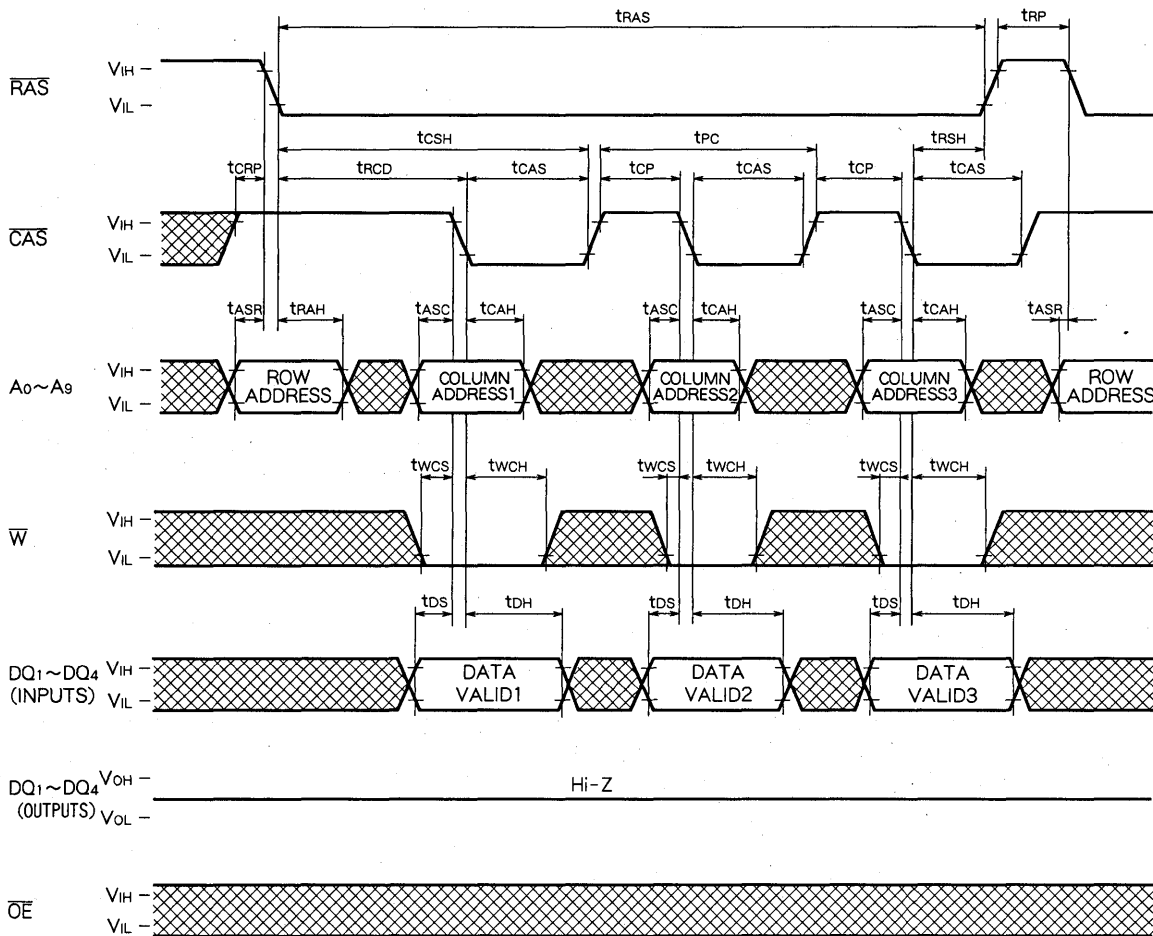 tRAS
tRP
RAS
VIH
VIL
tCSH
tPC
tRSH
tCRP
tRCD
tCAS
tCP
tCAS
tCP
tCAS
CAS
VIH
VIL
tASR
tRAH
tASC
tCAH
tASC
tCAH
tASC
tCAH
tASR
A0~A9
VIH
VIL
ROW
ADDRESS
COLUMN
ADDRESS1
COLUMN
ADDRESS2
COLUMN
ADDRESS3
ROW
ADDRESS
tWCS
tWCH
tWCS
tWCH
tWCS
tWCH
W
VIH
VIL
tDS
tDH
tDS
tDH
tDS
tDH
DQ1~DQ4
(INPUTS)
VIH
VIL
DATA
VALID1
DATA
VALID2
DATA
VALID3
DQ1~DQ4
(OUTPUTS)
VOH
VOL
Hi-Z
OE
VIH
VIL